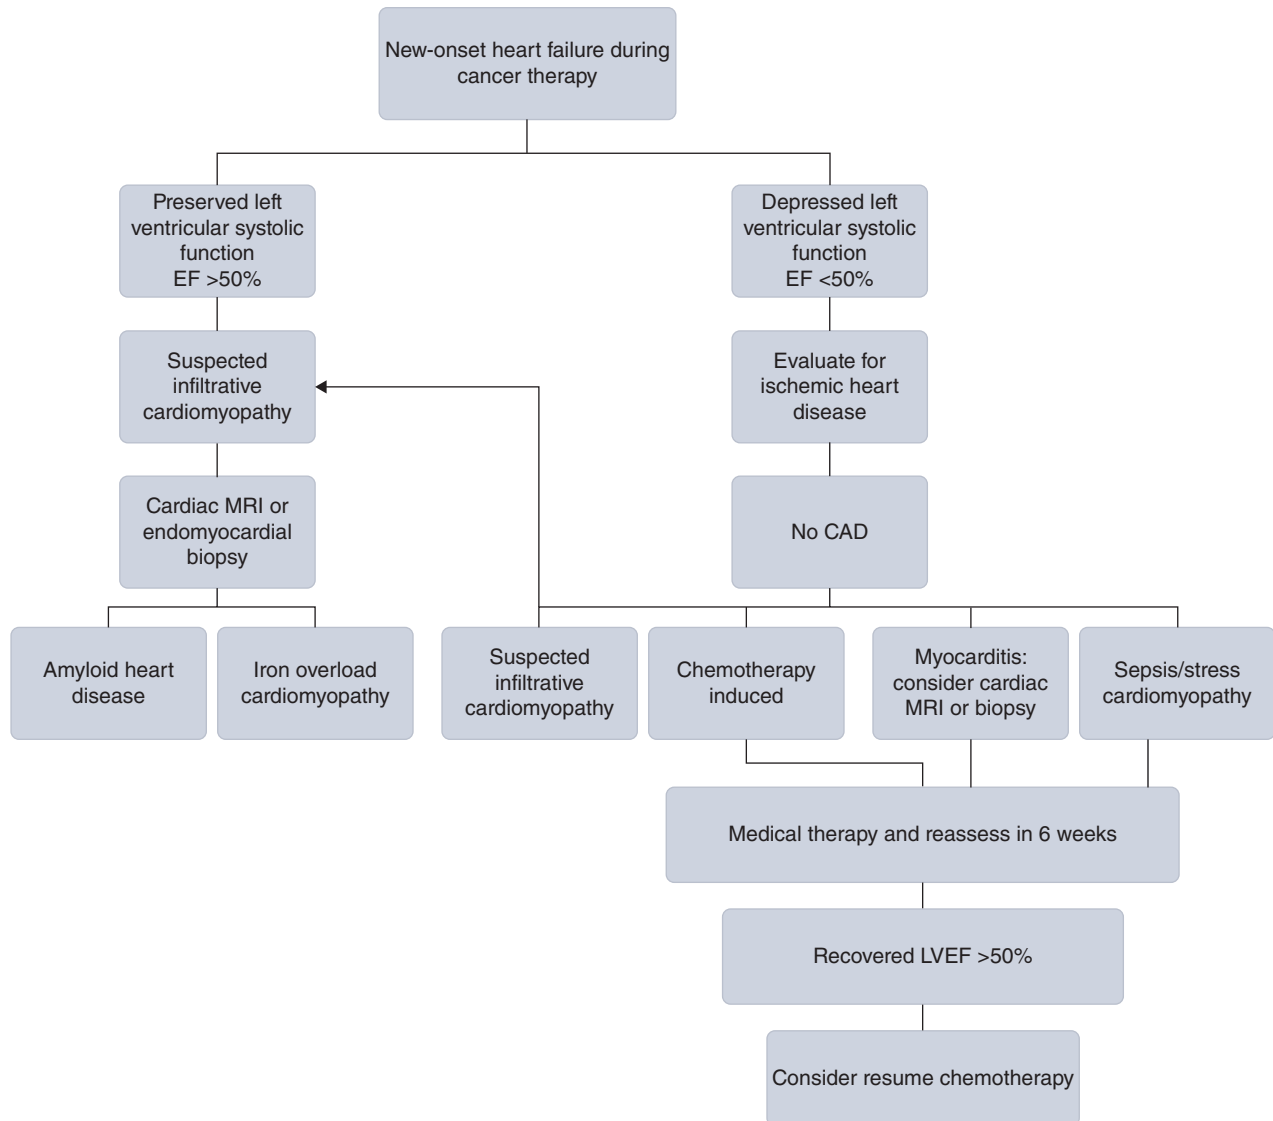 New-onset heart failure during
cancer therapy
Preserved left
ventricular systolic
function
EF >50%
Depressed left
ventricular systolic
function
EF <50%
Suspected
infiltrative
cardiomyopathy
Evaluate for
ischemic heart
disease
Cardiac MRI or
endomyocardial
biopsy
No CAD
Amyloid heart
disease
Iron overload
cardiomyopathy
Suspected
infiltrative
cardiomyopathy
Chemotherapy
induced
Myocarditis:
consider cardiac
MRI or biopsy
Sepsis/stress
cardiomyopathy
Medical therapy and reassess in 6 weeks
Recovered LVEF >50%
Consider resume chemotherapy